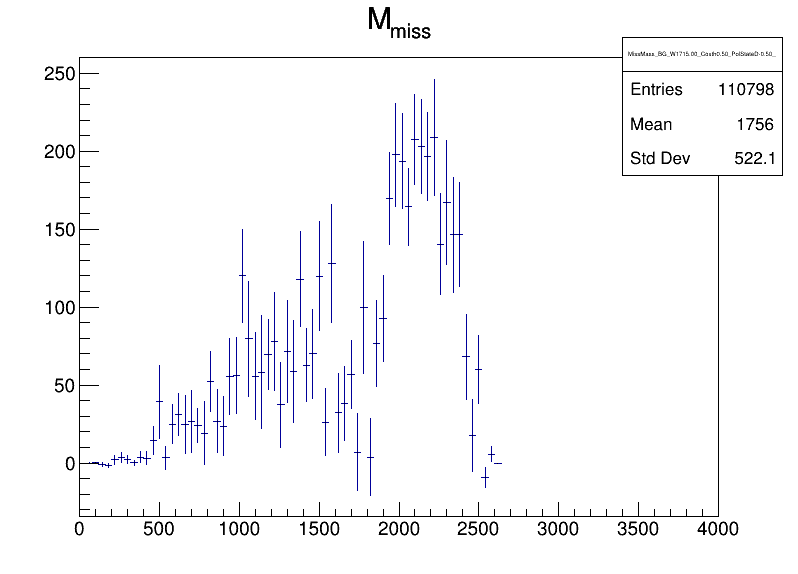 M_miss
MissMass_BG_W1715.00_Costh0.50_PolStateD-0.50_
Entries 110798
Mean 1756
Std Dev 522.1
250
200
150
100
50
0
0 500 1000 1500 2000 2500 3000 3500 4000